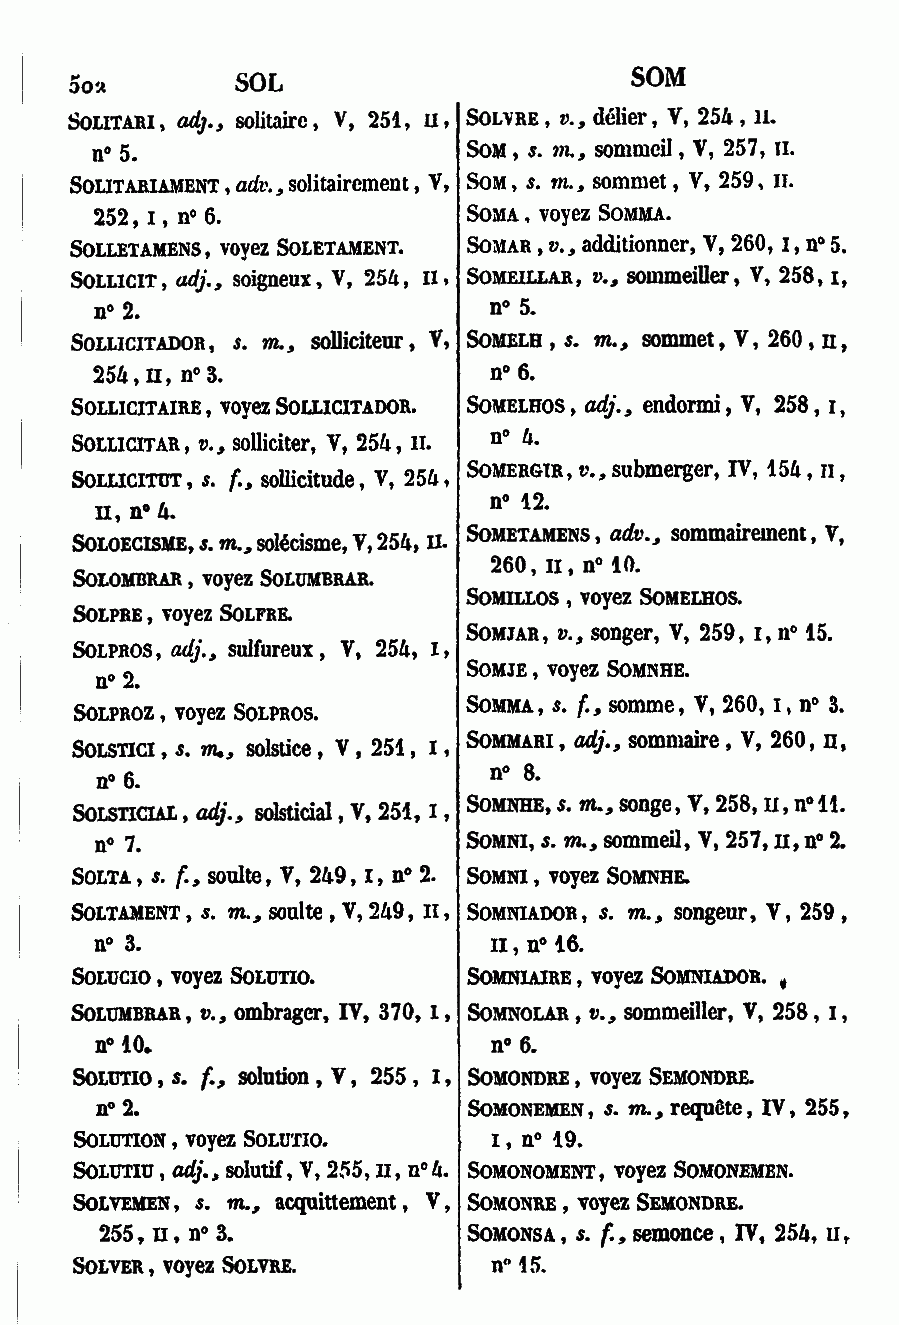 502 SOL
SOLITARI, adj., solitaire, V, 251, II,
n° 5.
SOLITARIAMENT, adv., solitairement, V,
252, I, n° 6.
SOLLETAMENS, voyez SOLETAMENT.
SOLLICIT, adj., soigneux, V, 254, II,
n° 2.
SOLLICITADOR, s. m., solliciteur, V,
254, II, n° 3.
SOLLICITAIRE, voyez SOLLICITADOR.
SOLLICITAR, v., solliciter, V, 254, II.
SOLLICITUT, s. f., sollicitude, V, 254,
II, n° 4.
SOLOECISME, s. m., solécisme, V, 254, II.
SOLOMBRAR, voyez SOLUMBRAR.
SOLPRE, voyez SOLFRE.
SOLPROS, adj., sulfureux, V, 254, I,
n° 2.
SOLPROZ, voyez SOLPROS.
SOLSTICI, s. m., solstice, V, 251, I,
n° 6.
SOLSTICIAL, adj., solsticial, V, 251, I,
n° 7.
SOLTA, s. f., soulte, V, 249, I, n° 2.
SOLTAMENT, s. m., soulte, V, 249, II,
n° 3.
SOLUCIO, voyez SOLUTIO.
SOLUMBRAR, v., ombrager, IV, 370, I,
n° 10.
SOLUTIO, s. f., solution, V, 255, I,
n° 2.
SOLUTION, voyez SOLUTIO.
SOLUTIU, adj., solutif, V, 255, II, n° 4.
SOLVEMEN, s. m., acquittement, V,
255, II, n° 3.
SOLVER, voyez SOLVRE.
SOM
SOLVRE, v., délier, V, 254, II.
SOM, s. m., sommeil, V, 257, II.
SOM, s. m., sommet, V, 259, II.
SOMA, voyez SOMMA.
SOMAR, v., additionner, V, 260, I, n° 5.
SOMEILLAR, v., sommeiller, V, 258, I,
n° 5.
SOMELH, s. m., sommet, V, 260, II,
n° 6.
SOMELHOS, adj., endormi, V, 258, I,
n° 4.
SOMERGIR, v., submerger, IV, 154, II,
n° 12.
SOMETAMENS, adv., sommairement, V,
260, II, n° 10.
SOMILLOS, voyez SOMELHOS.
SOMJAR, v., songer, V, 259, I, n° 15.
SOMJE, voyez SOMNHE.
SOMMA, s. f., somme, V, 260, I, n° 3.
SOMMARI, adj., sommaire, V, 260, II,
n° 8.
SOMNHE, s. m., songe, V, 258, II, n° 11.
SOMNI, s. m., sommeil, V, 257, II, n° 2.
SOMNI, voyez SOMNHE.
SOMNIADOR, s. m., songeur, V, 259,
II, n° 16.
SOMNIAIRE, voyez SOMNIADOR.
SOMNOLAR, v., sommeiller, V, 258, I,
n° 6.
SOMONDRE, voyez SEMONDRE.
SOMONEMEN, s. m., requête, IV, 255,
I, n° 19.
SOMONOMENT, voyez SOMONEMEN.
SOMONRE, voyez SEMONDRE.
SOMONSA, s. f., semonce, IV, 254, II,
n° 15.